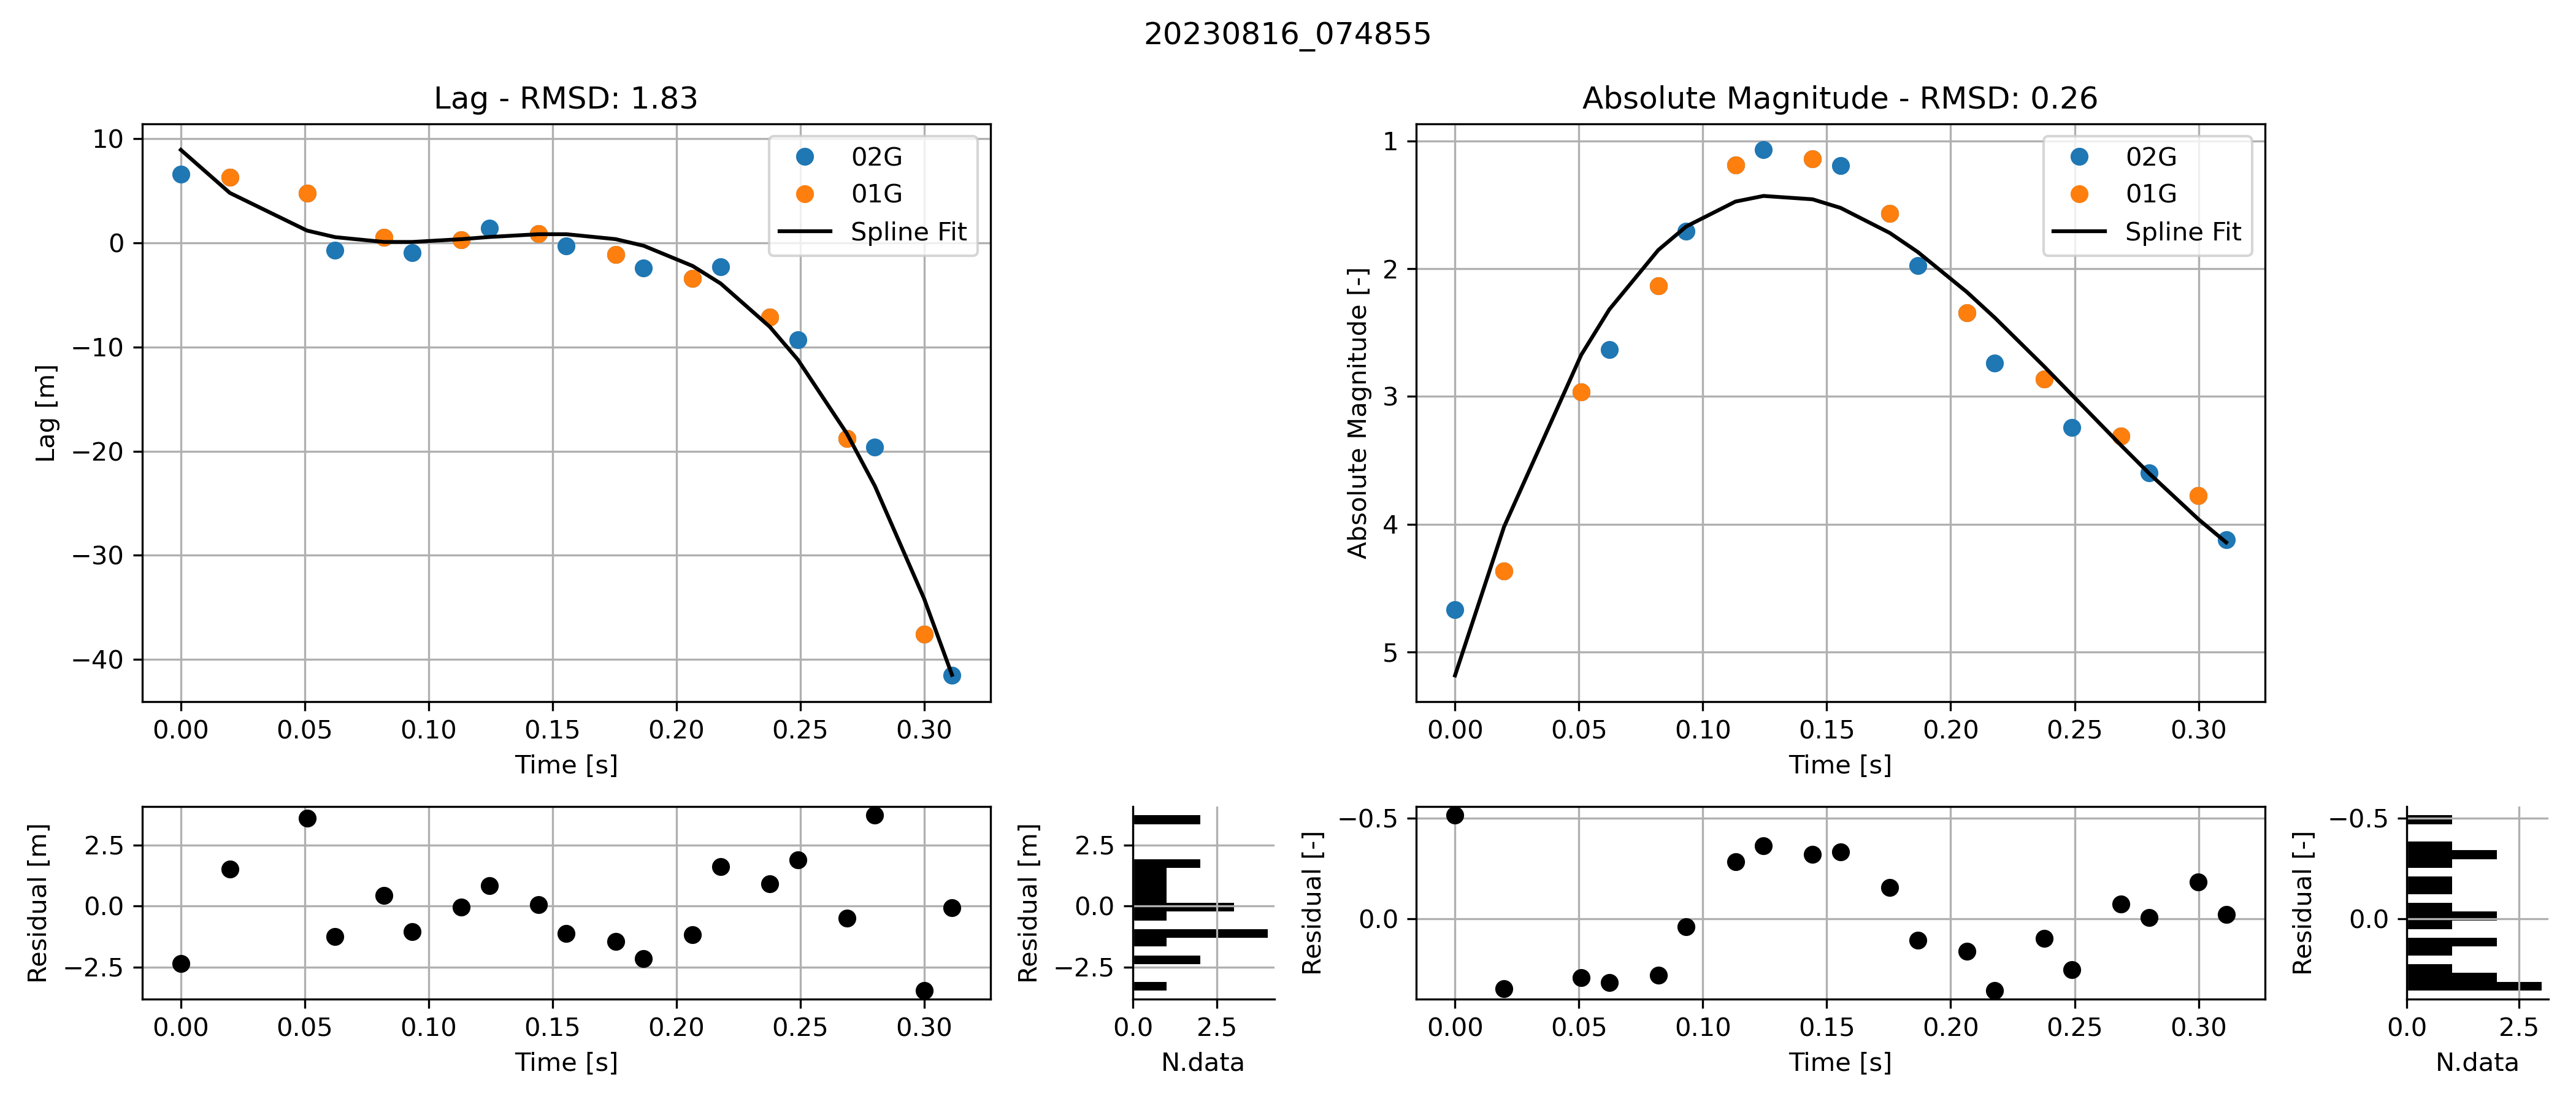 20230816_074855
Lag - RMSD: 1.83
10
0
−10
−20
−30
−40
Lag [m]
02G
01G
Spline Fit
0.00 0.05 0.10 0.15 0.20 0.25 0.30
Time [s]
Absolute Magnitude - RMSD: 0.26
1
2
3
4
5
Absolute Magnitude [-]
02G
01G
Spline Fit
0.00 0.05 0.10 0.15 0.20 0.25 0.30
Time [s]
2.5
0.0
−2.5
Residual [m]
0.00 0.05 0.10 0.15 0.20 0.25 0.30
Time [s]
2.5
0.0
−2.5
Residual [m]
0.0 2.5
N.data
−0.5
0.0
Residual [-]
0.00 0.05 0.10 0.15 0.20 0.25 0.30
Time [s]
−0.5
0.0
Residual [-]
0.0 2.5
N.data